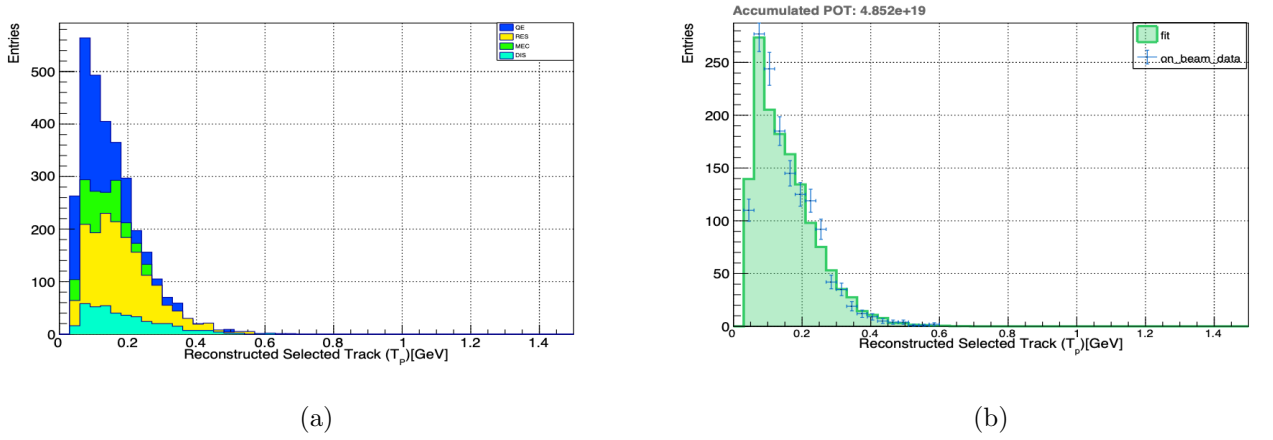 Entries
500
400
300
200
100
0
QE
RES
MEC
DIS
0 0.2 0.4 0.6 0.8 1 1.2 1.4
Reconstructed Selected Track (Tp)[GeV]
(a)
Accumulated POT: 4.852e+19
Entries
250
200
150
100
50
0
fit
on_beam_data
0 0.2 0.4 0.6 0.8 1 1.2 1.4
Reconstructed Selected Track (Tp)[GeV]
(b)